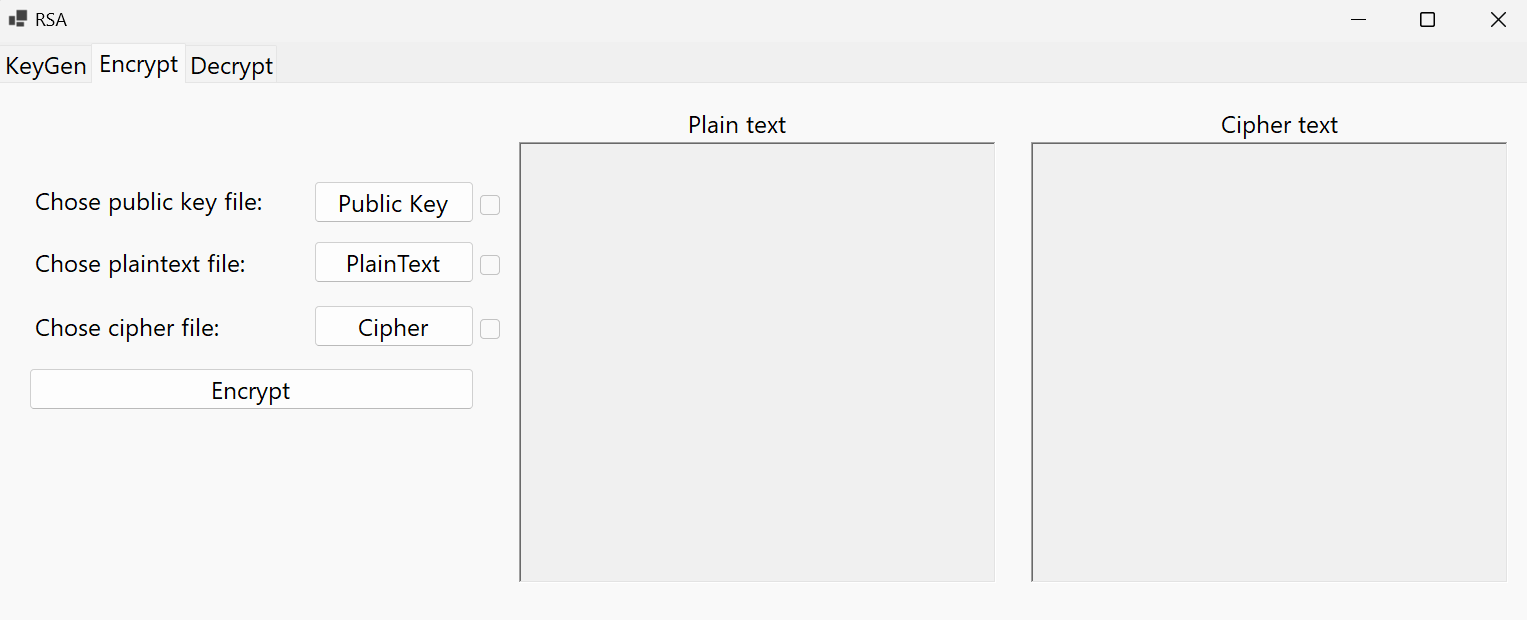 RSA
KeyGen Encrypt Decrypt
Plain text
Cipher text
Chose public key file:
Public Key
Chose plaintext file:
PlainText
Chose cipher file:
Cipher
Encrypt